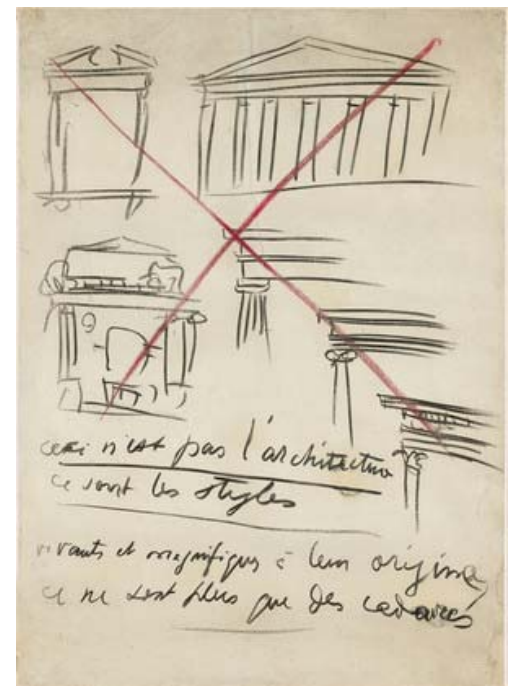 ceci n'est pas l'architecture
ce sont les styles
vivants et magnifiques à leur origine,
ce ne sont plus que des cadavres